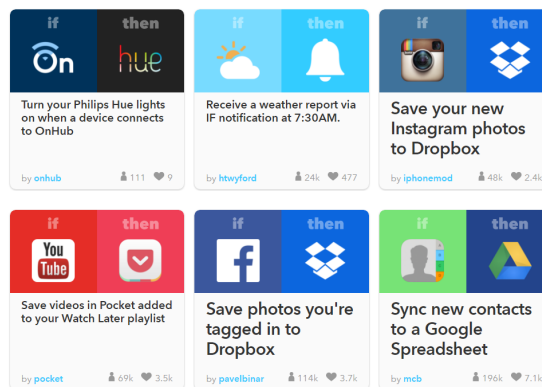 if then
On hue
Turn your Philips Hue lights
on when a device connects
to OnHub
by onhub 111 9
if then
Receive a weather report via
IF notification at 7:30AM.
by htwyford 24k 477
if then
Save your new
Instagram photos
to Dropbox
by iphonemod 48k 2.4k
if then
You
Tube
Save videos in Pocket added
to your Watch Later playlist
by pocket 69k 3.5k
if then
f
Save photos you're
tagged in to
Dropbox
by pavelbinar 114k 3.7k
if then
Sync new contacts
to a Google
Spreadsheet
by mcb 196k 7.1k